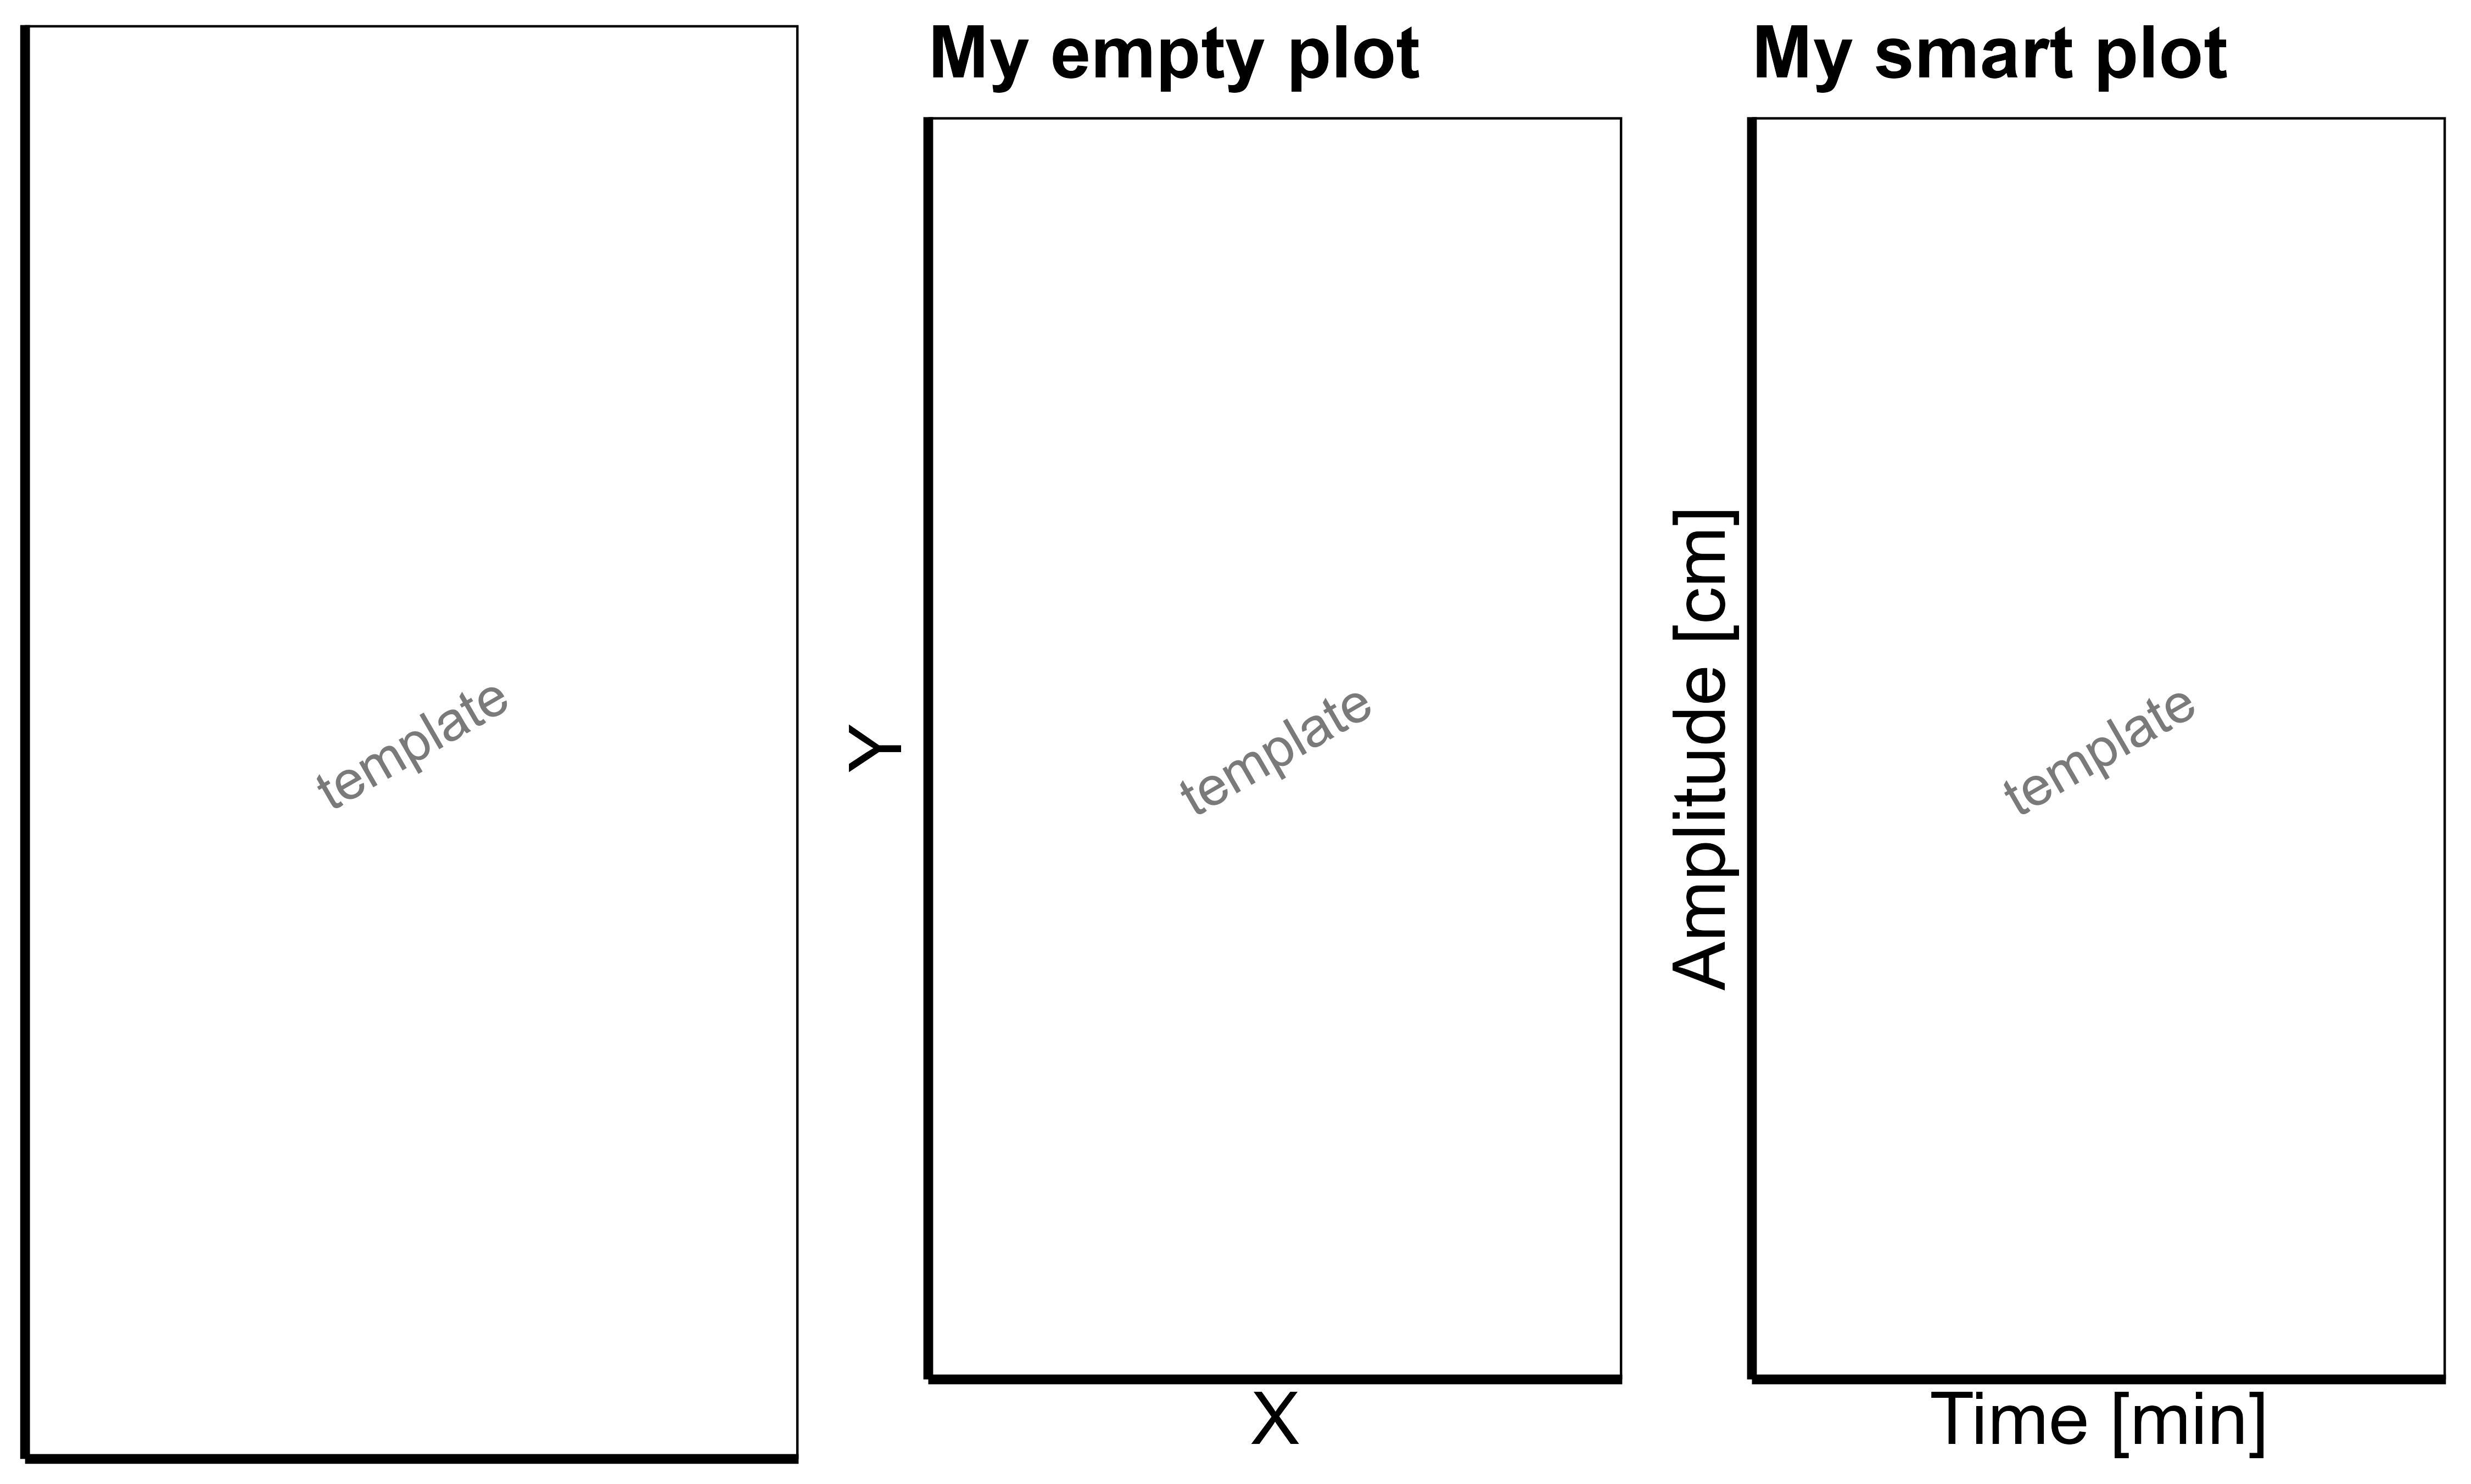 template
My empty plot
Y
template
X
My smart plot
Amplitude [cm]
template
Time [min]